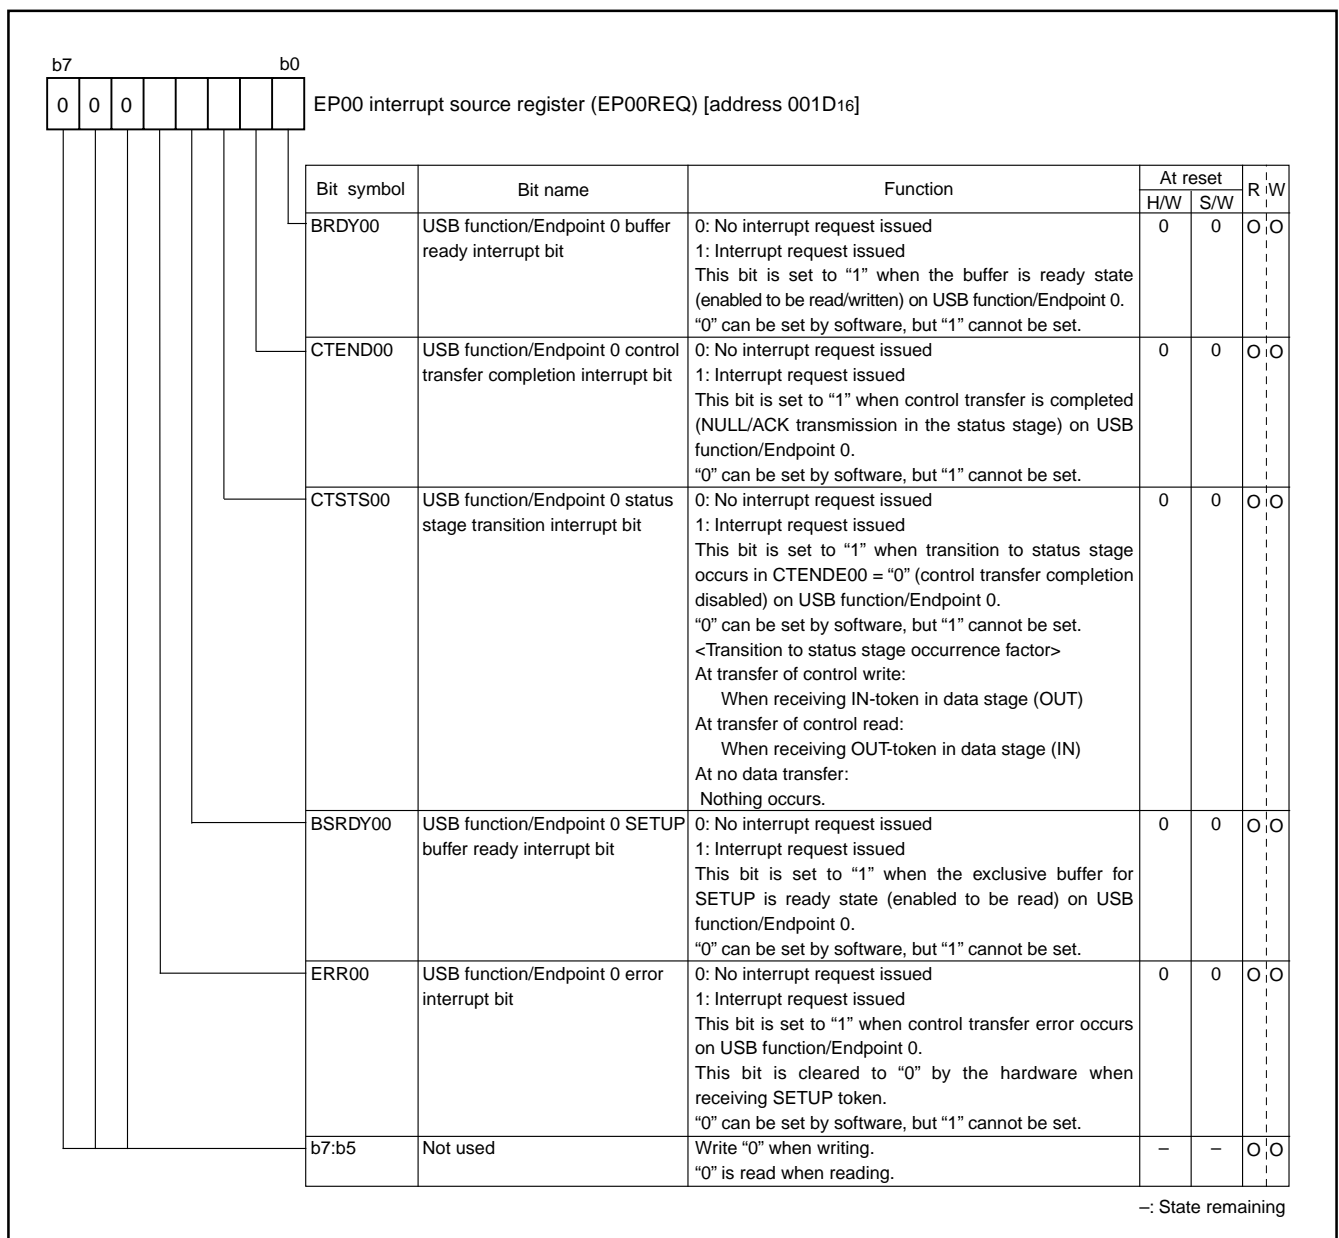 b7 b0
0 0 0 EP00 interrupt source register (EP00REQ) [address 001D16]
Bit symbol Bit name Function At reset R W
H/W S/W
BRDY00 USB function/Endpoint 0 buffer 0: No interrupt request issued 0 0 O O
ready interrupt bit 1: Interrupt request issued
This bit is set to “1” when the buffer is ready state
(enabled to be read/written) on USB function/Endpoint 0.
“0” can be set by software, but “1” cannot be set.
CTEND00 USB function/Endpoint 0 control 0: No interrupt request issued 0 0 O O
transfer completion interrupt bit 1: Interrupt request issued
This bit is set to “1” when control transfer is completed
(NULL/ACK transmission in the status stage) on USB
function/Endpoint 0.
“0” can be set by software, but “1” cannot be set.
CTSTS00 USB function/Endpoint 0 status 0: No interrupt request issued 0 0 O O
stage transition interrupt bit 1: Interrupt request issued
This bit is set to “1” when transition to status stage
occurs in CTENDE00 = “0” (control transfer completion
disabled) on USB function/Endpoint 0.
“0” can be set by software, but “1” cannot be set.
<Transition to status stage occurrence factor>
At transfer of control write:
When receiving IN-token in data stage (OUT)
At transfer of control read:
When receiving OUT-token in data stage (IN)
At no data transfer:
Nothing occurs.
BSRDY00 USB function/Endpoint 0 SETUP 0: No interrupt request issued 0 0 O O
buffer ready interrupt bit 1: Interrupt request issued
This bit is set to “1” when the exclusive buffer for
SETUP is ready state (enabled to be read) on USB
function/Endpoint 0.
“0” can be set by software, but “1” cannot be set.
ERR00 USB function/Endpoint 0 error 0: No interrupt request issued 0 0 O O
interrupt bit 1: Interrupt request issued
This bit is set to “1” when control transfer error occurs
on USB function/Endpoint 0.
This bit is cleared to “0” by the hardware when
receiving SETUP token.
“0” can be set by software, but “1” cannot be set.
b7:b5 Not used Write “0” when writing. – – O O
“0” is read when reading.
–: State remaining